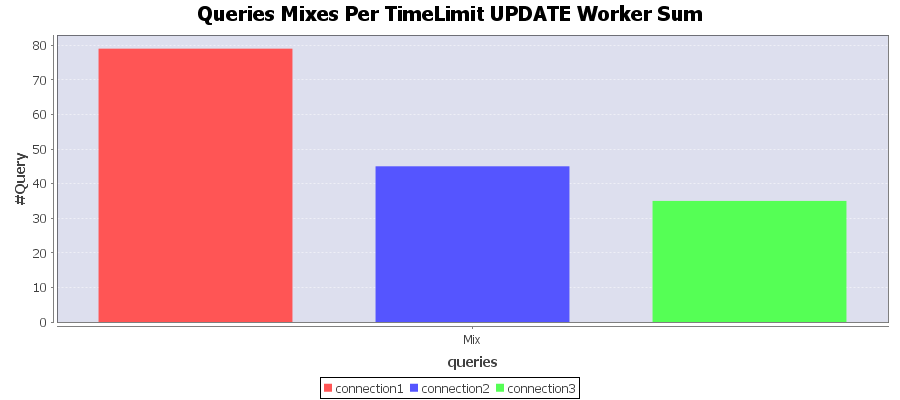 Queries Mixes Per TimeLimit UPDATE Worker Sum
#Query
80
70
60
50
40
30
20
10
0
Mix
queries
connection1 connection2 connection3